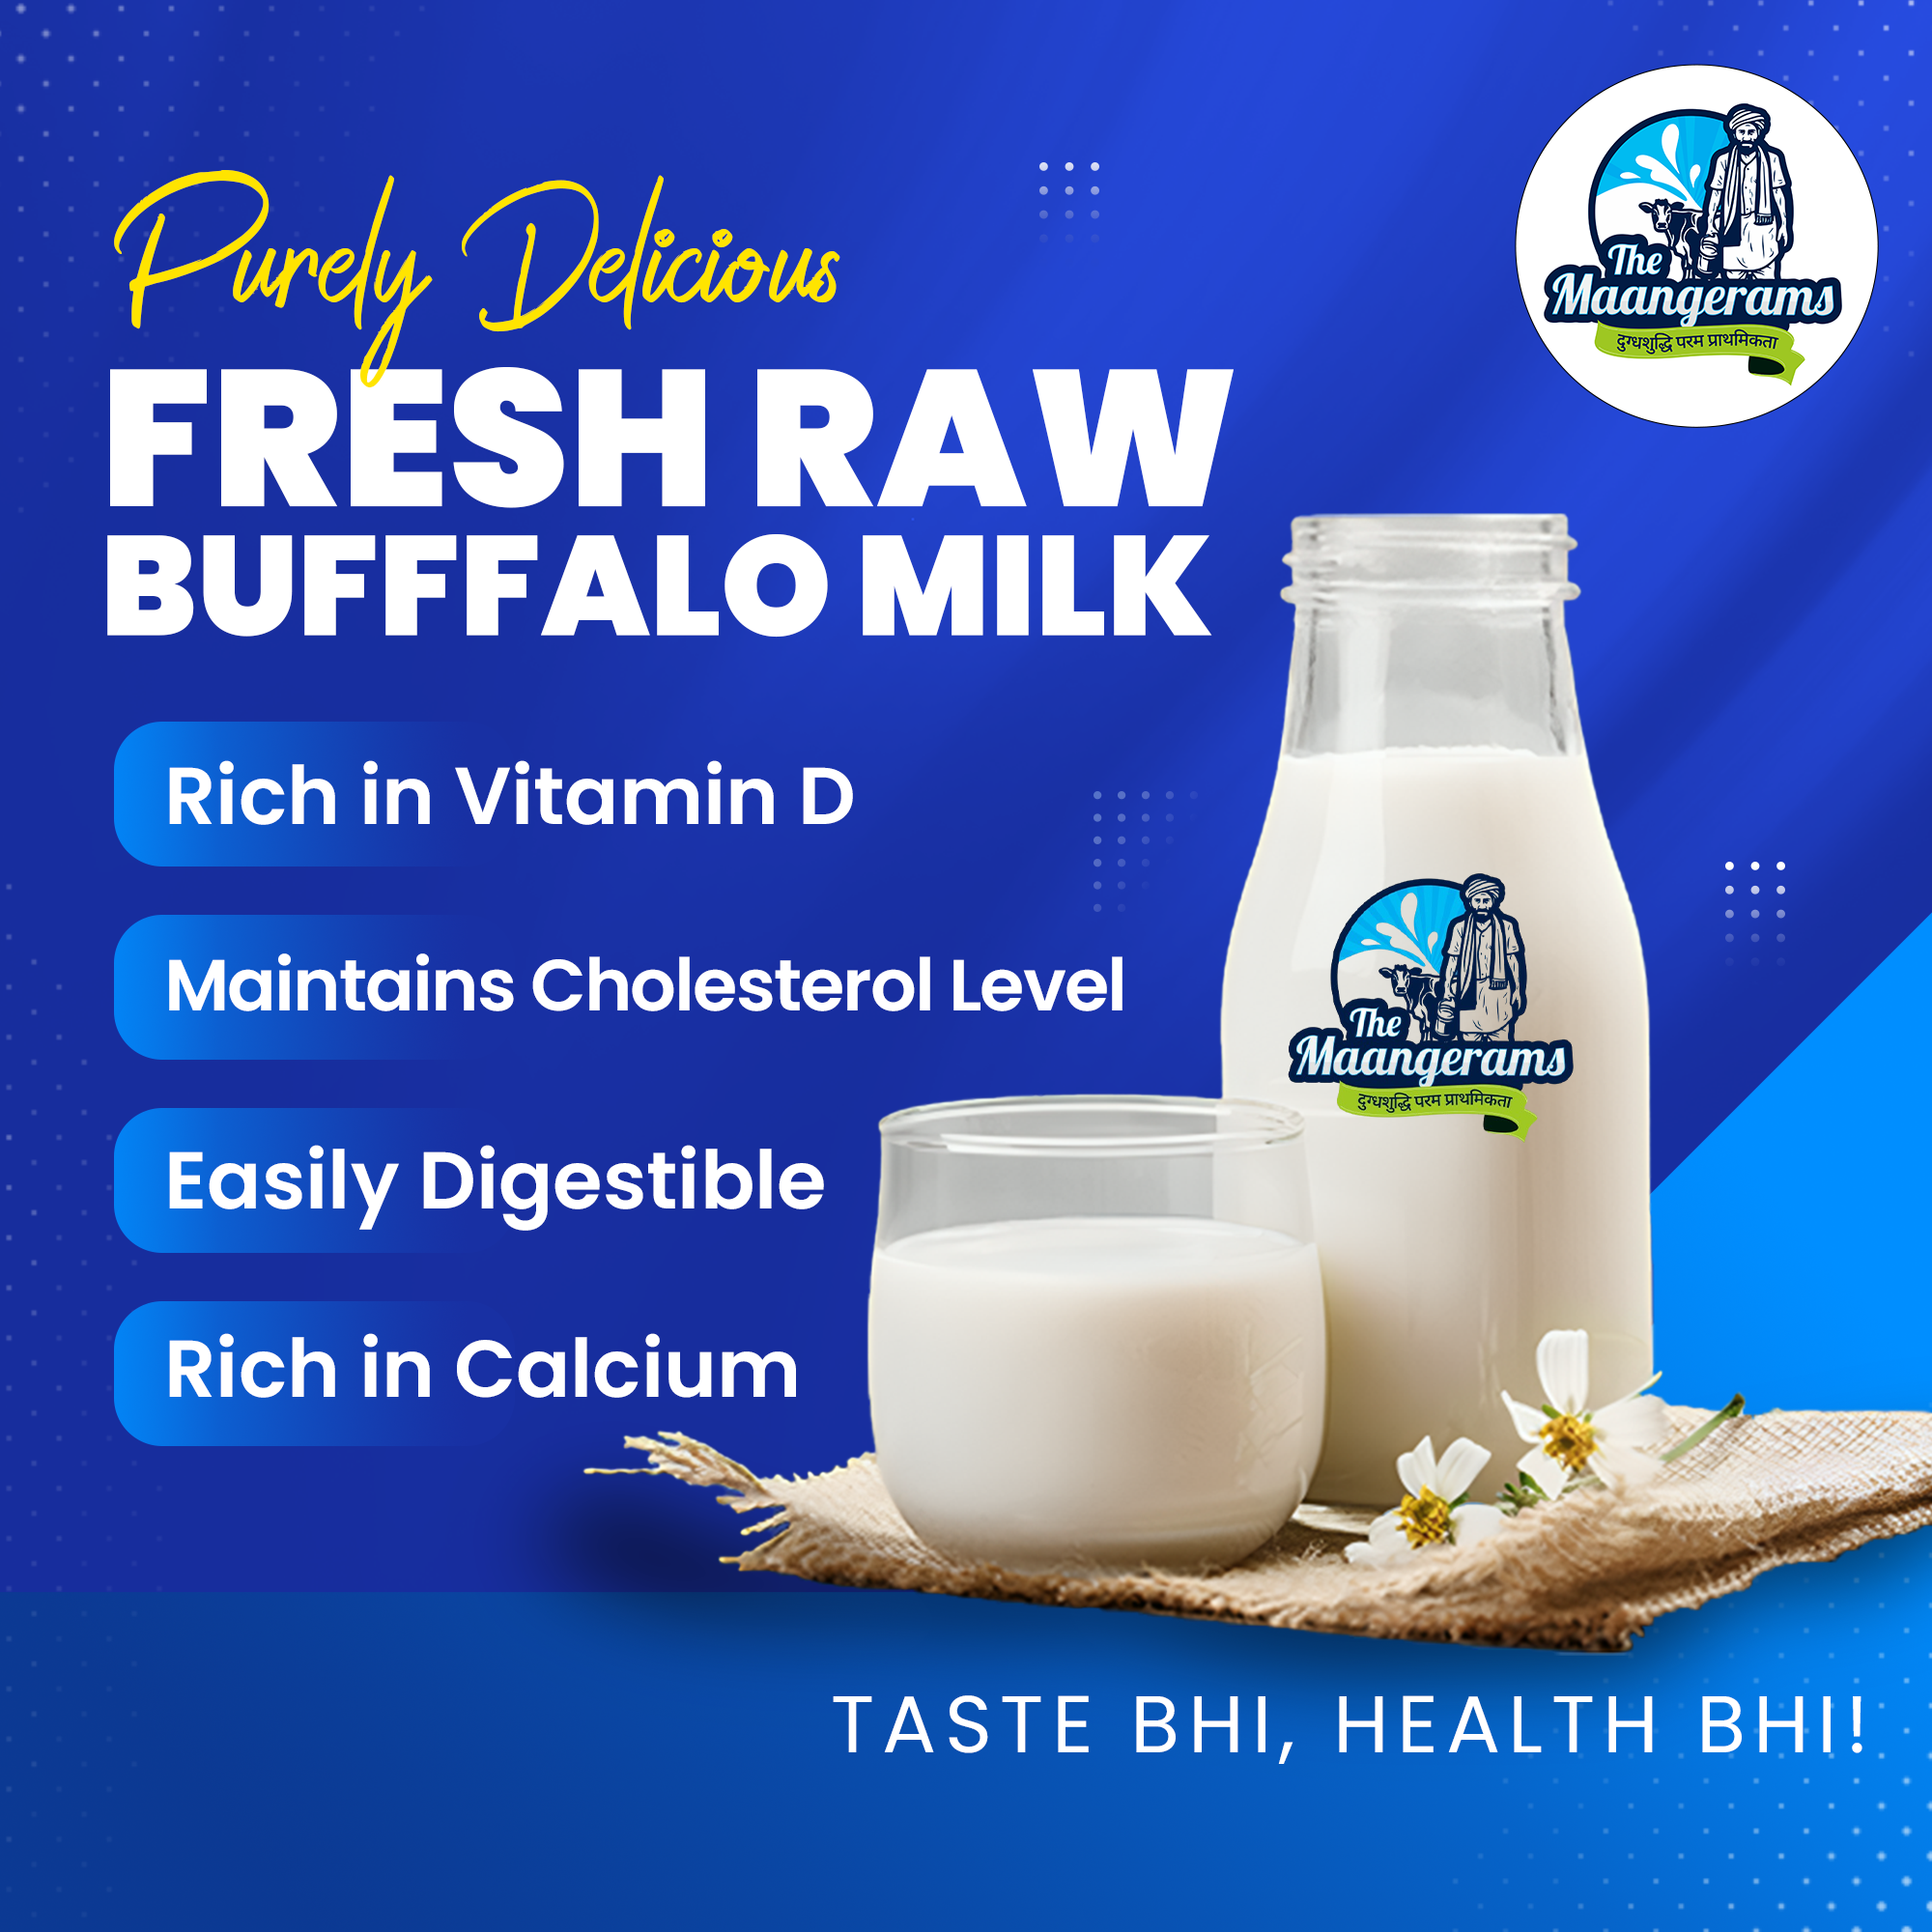 Purely Delicious
The
Maangerams
दुग्धशुद्धि परम प्राथमिकता
FRESH RAW
BUFFFALO MILK
Rich in Vitamin D
Maintains Cholesterol Level
Easily Digestible
Rich in Calcium
The
Maangerams
दुग्धशुद्धि परम प्राथमिकता
TASTE BHI, HEALTH BHI!